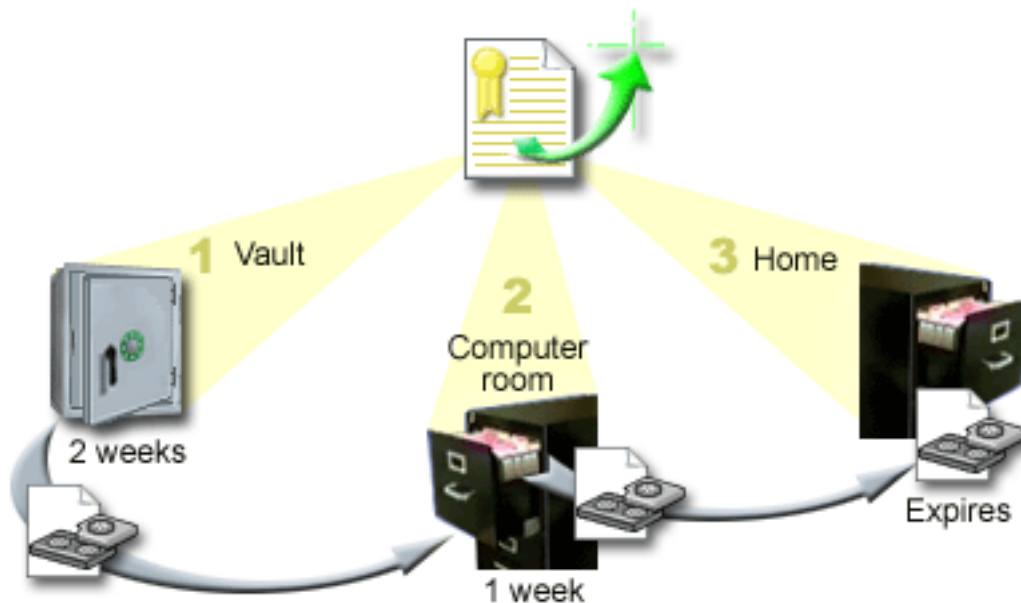 1 Vault
2
Computer
room
3 Home
2 weeks
1 week
Expires